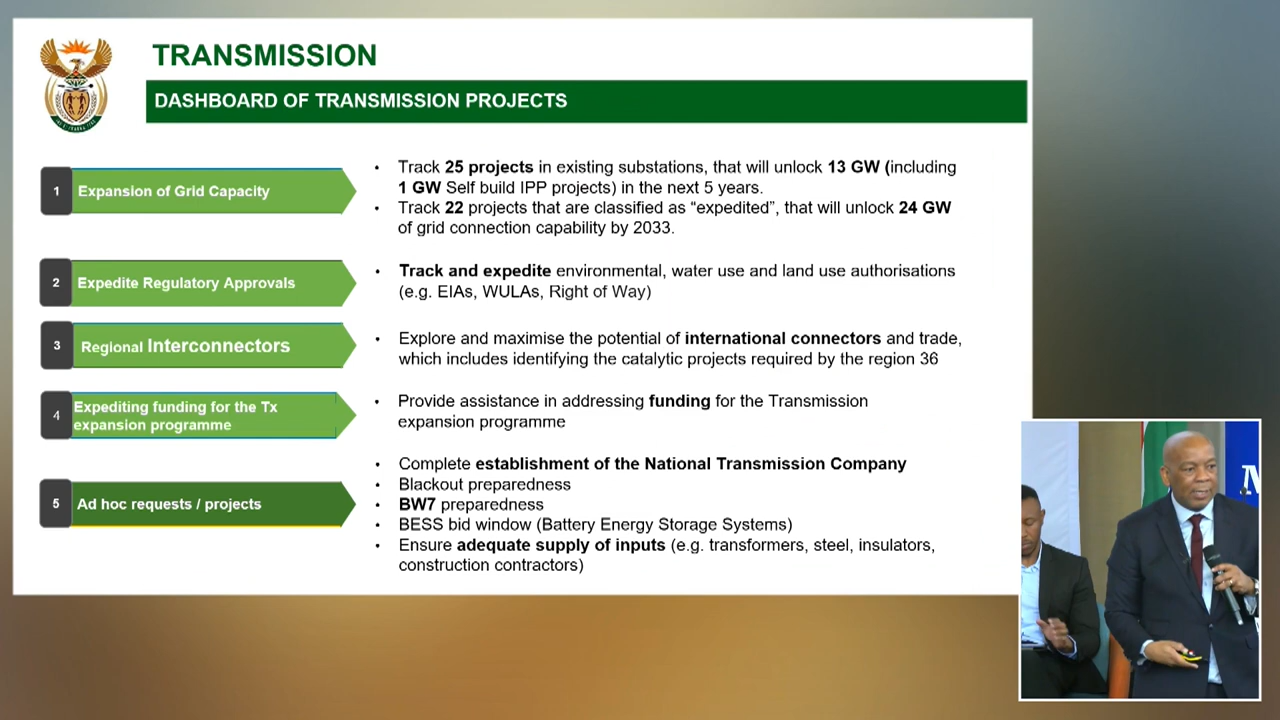 TRANSMISSION
DASHBOARD OF TRANSMISSION PROJECTS
1
Expansion of Grid Capacity
• Track 25 projects in existing substations, that will unlock 13 GW (including
1 GW Self build IPP projects) in the next 5 years.
• Track 22 projects that are classified as “expedited”, that will unlock 24 GW
of grid connection capability by 2033.
2
Expedite Regulatory Approvals
• Track and expedite environmental, water use and land use authorisations
(e.g. EIAs, WULAs, Right of Way)
3
Regional Interconnectors
• Explore and maximise the potential of international connectors and trade,
which includes identifying the catalytic projects required by the region 36
4
Expediting funding for the Tx
expansion programme
• Provide assistance in addressing funding for the Transmission
expansion programme
5
Ad hoc requests / projects
• Complete establishment of the National Transmission Company
• Blackout preparedness
• BW7 preparedness
• BESS bid window (Battery Energy Storage Systems)
• Ensure adequate supply of inputs (e.g. transformers, steel, insulators,
construction contractors)